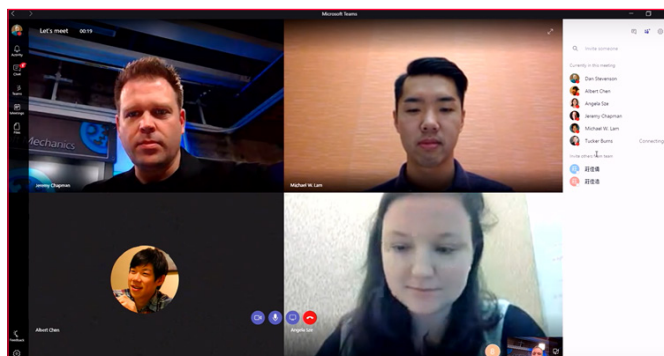 Microsoft Teams
Let's meet 00:19
Activity
Chat
Teams
Meetings
Files
Mechanics
Jeremy Chapman
Michael W. Lam
Albert Chen
Angela Sze
Feedback
Invite someone
Currently in this meeting
Dan Stevenson
Albert Chen
Angela Sze
Jeremy Chapman
Michael W. Lam
Tucker Burns Connecting